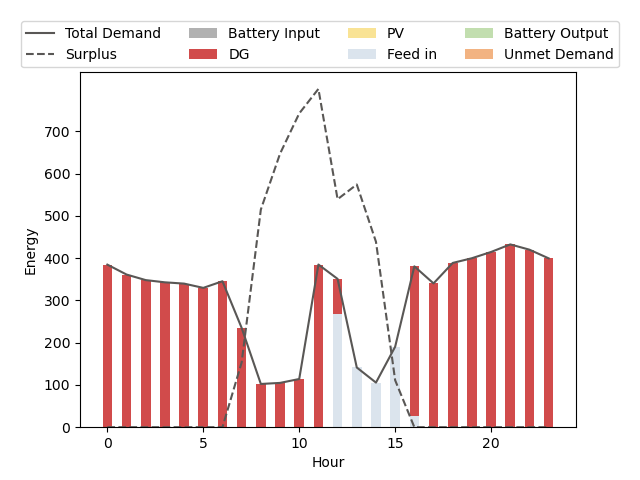 Total Demand Battery Input PV Battery Output
Surplus DG Feed in Unmet Demand
700
600
500
400
300
200
100
0
Energy
0 5 10 15 20
Hour